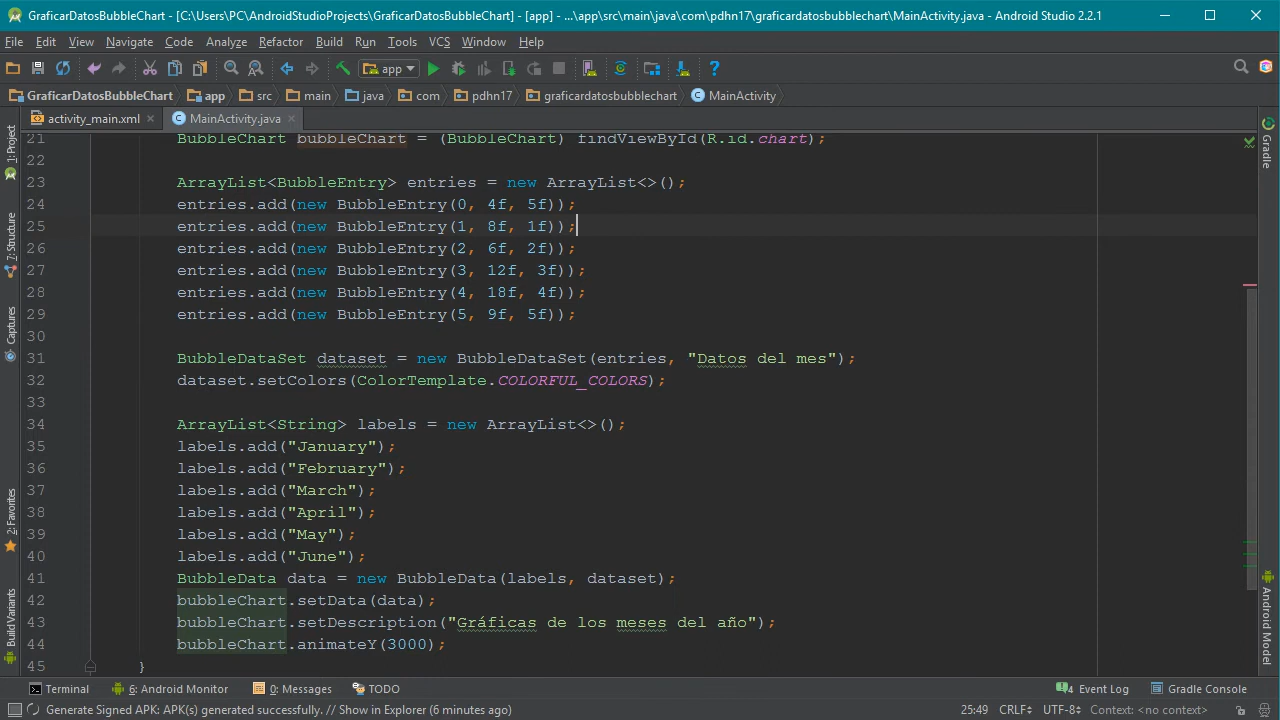 GraficarDatosBubbleChart - [C:\Users\PC\AndroidStudioProjects\GraficarDatosBubbleChart] - [app] - ...\app\src\main\java\com\pdhn17\graficardatosbubblechart\MainActivity.java - Android Studio 2.2.1
File Edit View Navigate Code Analyze Refactor Build Run Tools VCS Window Help
app
GraficarDatosBubbleChart app src main java com pdhn17 graficardatosbubblechart MainActivity
activity_main.xml MainActivity.java
21 BubbleChart bubbleChart = (BubbleChart) findViewById(R.id.chart);
22
23 ArrayList<BubbleEntry> entries = new ArrayList<>();
24 entries.add(new BubbleEntry(0, 4f, 5f));
25 entries.add(new BubbleEntry(1, 8f, 1f));
26 entries.add(new BubbleEntry(2, 6f, 2f));
27 entries.add(new BubbleEntry(3, 12f, 3f));
28 entries.add(new BubbleEntry(4, 18f, 4f));
29 entries.add(new BubbleEntry(5, 9f, 5f));
30
31 BubbleDataSet dataset = new BubbleDataSet(entries, "Datos del mes");
32 dataset.setColors(ColorTemplate.COLORFUL_COLORS);
33
34 ArrayList<String> labels = new ArrayList<>();
35 labels.add("January");
36 labels.add("February");
37 labels.add("March");
38 labels.add("April");
39 labels.add("May");
40 labels.add("June");
41 BubbleData data = new BubbleData(labels, dataset);
42 bubbleChart.setData(data);
43 bubbleChart.setDescription("Gráficas de los meses del año");
44 bubbleChart.animateY(3000);
45 }
1: Project
7: Structure
Captures
2: Favorites
Build Variants
Gradle
Android Model
Terminal 6: Android Monitor 0: Messages TODO 4 Event Log Gradle Console
Generate Signed APK: APK(s) generated successfully. // Show in Explorer (6 minutes ago) 25:49 CRLF UTF-8 Context: <no context>